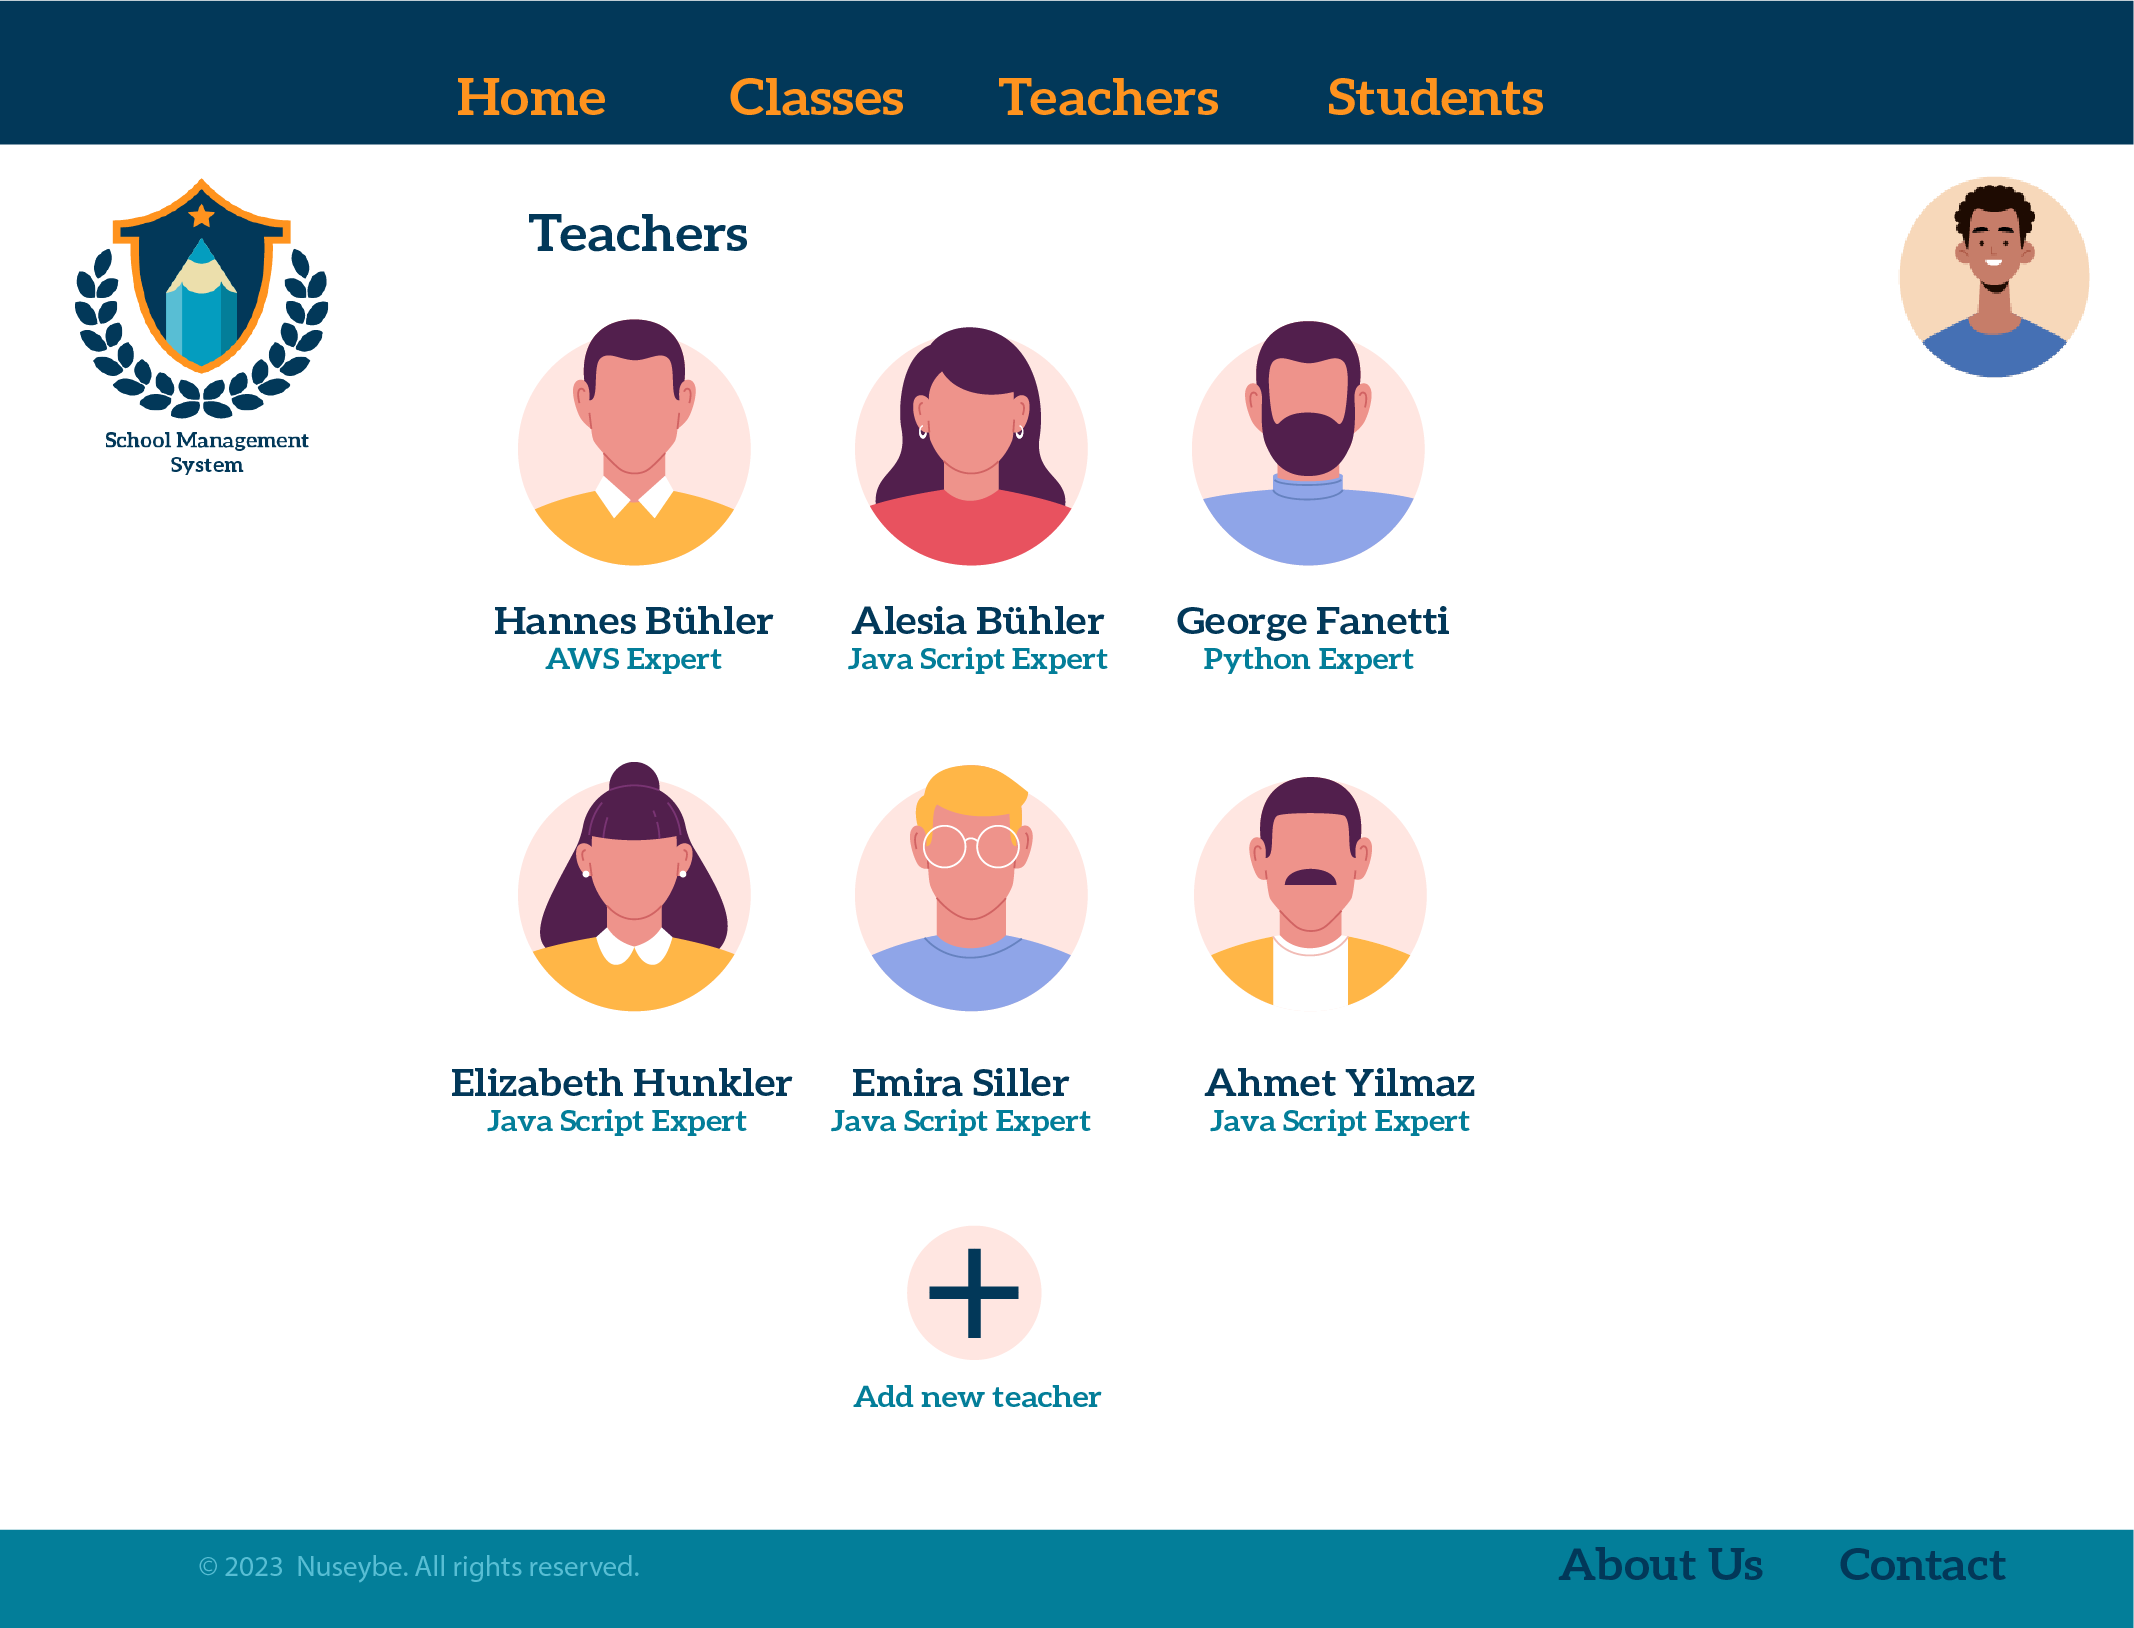 Home Classes Teachers Students
School Management
System
Teachers
Hannes Bühler
AWS Expert
Alesia Bühler
Java Script Expert
George Fanetti
Python Expert
Elizabeth Hunkler
Java Script Expert
Emira Siller
Java Script Expert
Ahmet Yilmaz
Java Script Expert
Add new teacher
© 2023 Nuseybe. All rights reserved.
About Us Contact